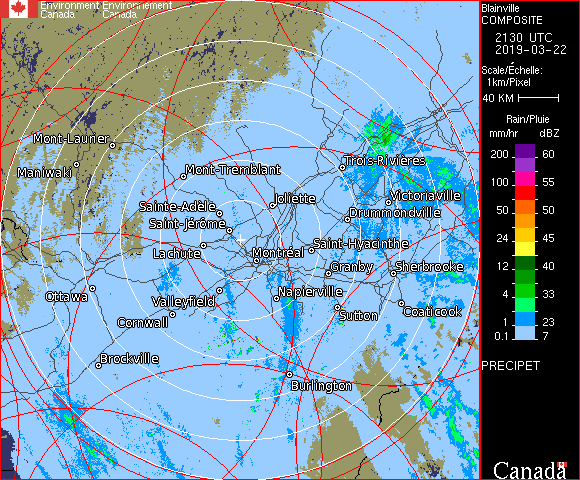 Environment Environnement
Canada Canada
Blainville
COMPOSITE
2130 UTC
2019-03-22
Scale/Échelle:
1km/Pixel
40 KM
Rain/Pluie
mm/hr dBZ
200 60
100 55
50 50
24 45
12 40
4 33
1 23
0.1 7
PRECIPET
Canada
Mont-Laurier
Maniwaki
Mont-Tremblant
Trois-Rivières
Sainte-Adèle
Joliette
Victoriaville
Saint-Jérôme
Drummondville
Lachute
Montréal
Saint-Hyacinthe
Granby
Sherbrooke
Ottawa
Valleyfield
Napierville
Cornwall
Sutton
Coaticook
Brockville
Burlington